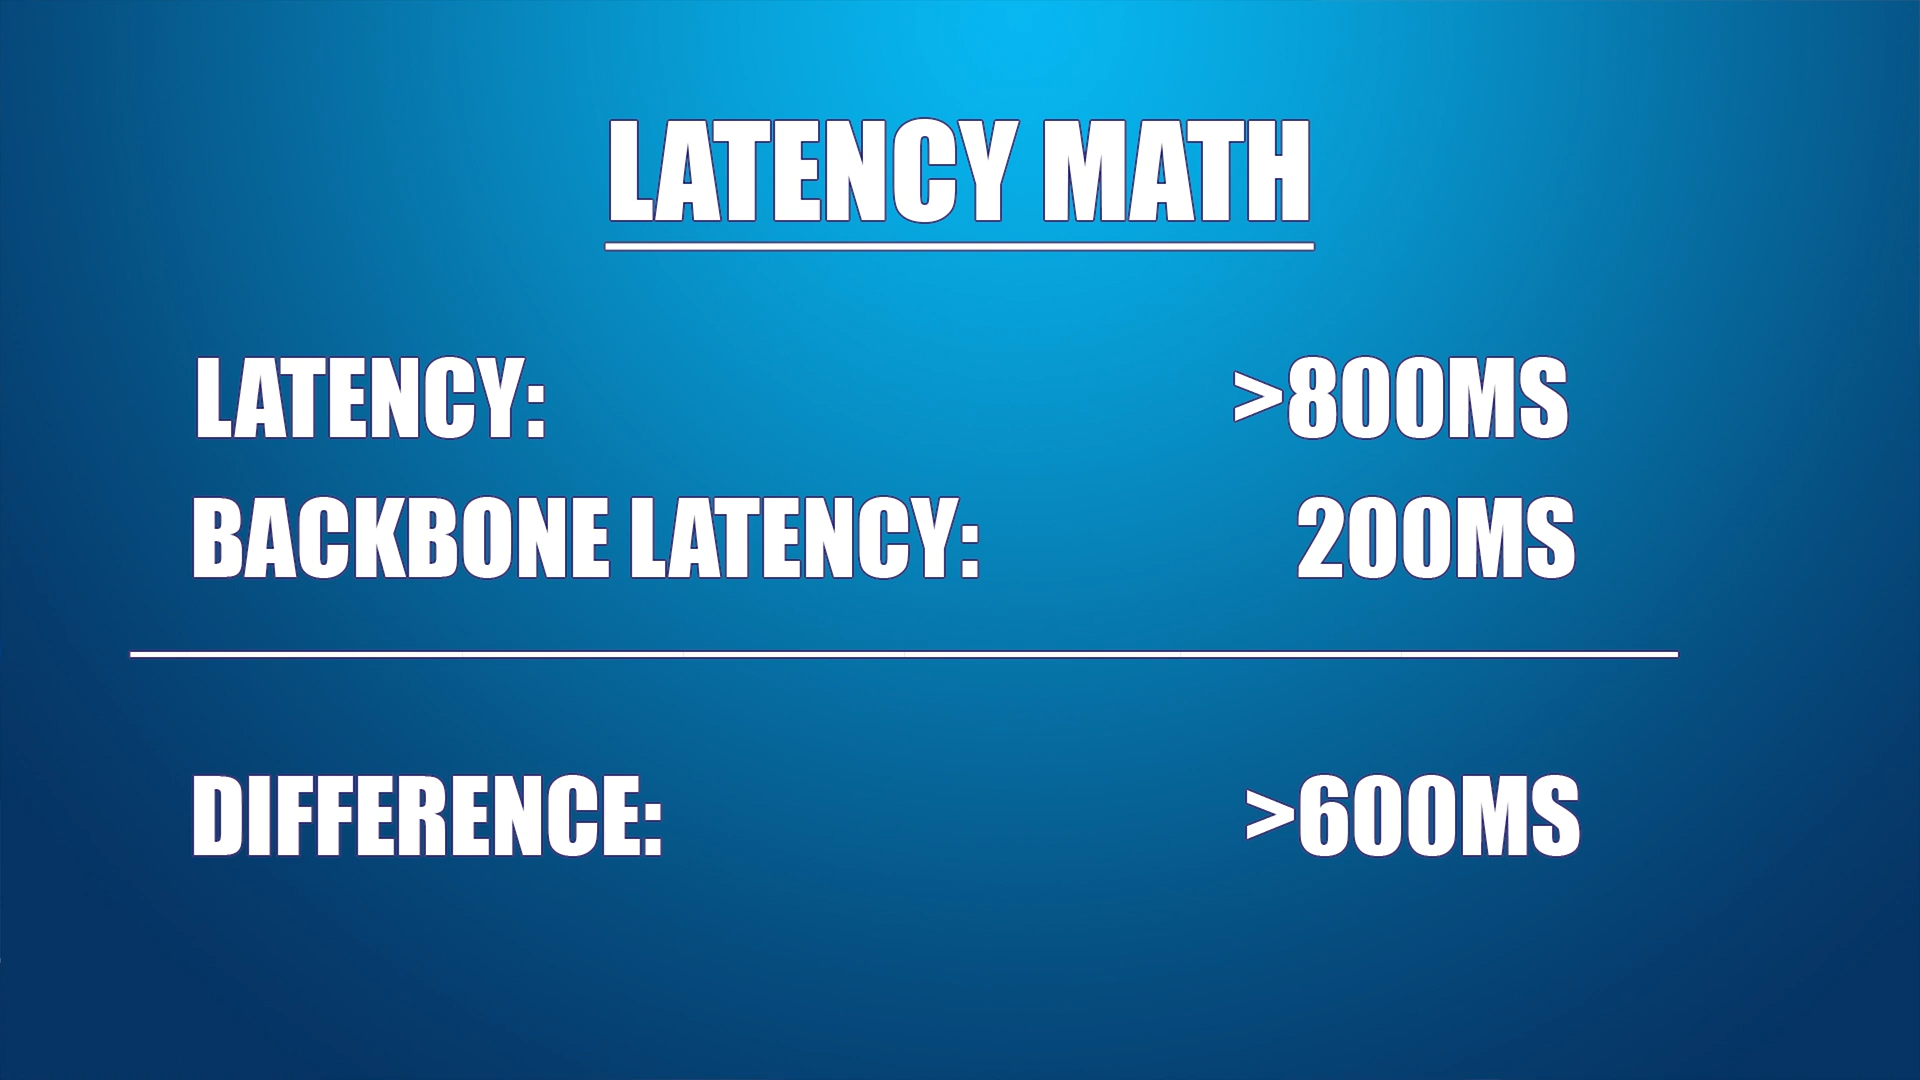 LATENCY MATH
LATENCY: >800MS
BACKBONE LATENCY: 200MS
DIFFERENCE: >600MS